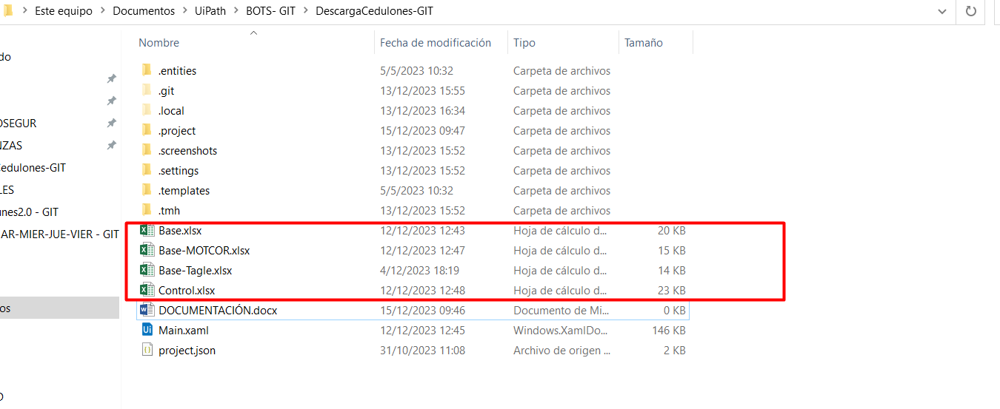 Este equipo > Documentos > UiPath > BOTS- GIT > DescargaCedulones-GIT
Nombre Fecha de modificación Tipo Tamaño
do
OSEGUR
NZAS
Cedulones-GIT
LES
unes2.0 - GIT
AR-MIER-JUE-VIER - GIT
os
O
.entities 5/5/2023 10:32 Carpeta de archivos
.git 13/12/2023 15:55 Carpeta de archivos
.local 13/12/2023 16:34 Carpeta de archivos
.project 15/12/2023 09:47 Carpeta de archivos
.screenshots 13/12/2023 15:52 Carpeta de archivos
.settings 13/12/2023 15:52 Carpeta de archivos
.templates 5/5/2023 10:32 Carpeta de archivos
.tmh 13/12/2023 15:52 Carpeta de archivos
Base.xlsx 12/12/2023 12:43 Hoja de cálculo d... 20 KB
Base-MOTCOR.xlsx 12/12/2023 12:47 Hoja de cálculo d... 15 KB
Base-Tagle.xlsx 4/12/2023 18:19 Hoja de cálculo d... 14 KB
Control.xlsx 12/12/2023 12:48 Hoja de cálculo d... 23 KB
DOCUMENTACIÓN.docx 15/12/2023 09:46 Documento de Mi... 0 KB
Main.xaml 12/12/2023 12:45 Windows.XamlDo... 146 KB
project.json 31/10/2023 11:08 Archivo de origen ... 2 KB